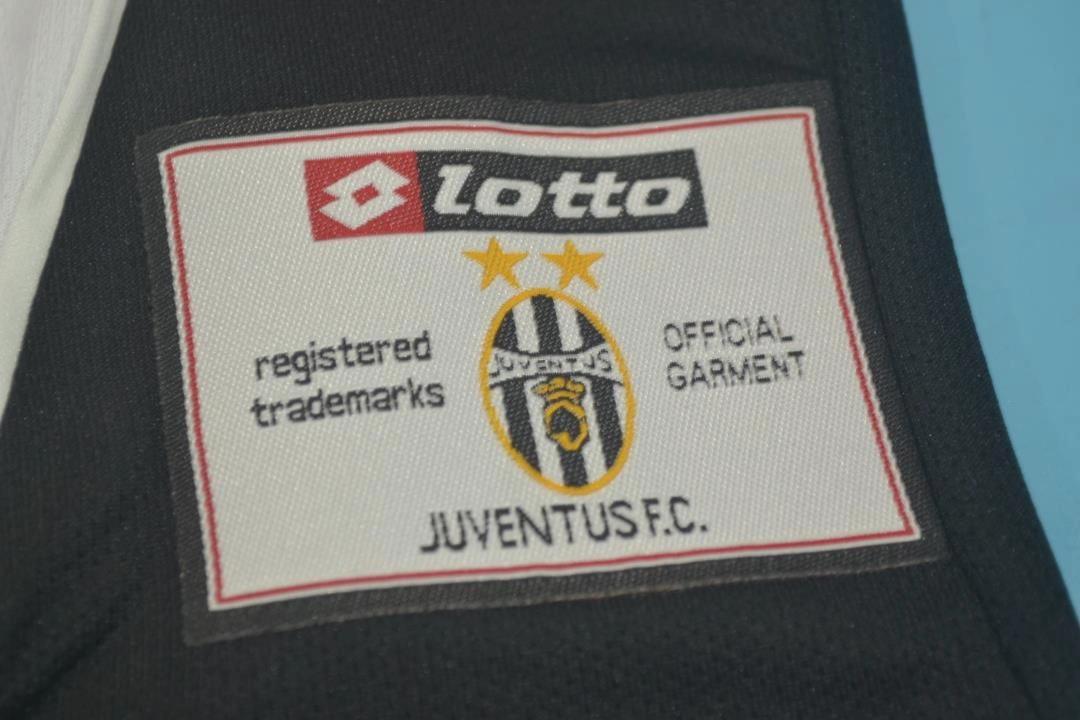 lotto
registered
trademarks
OFFICIAL
GARMENT
JUVENTUS
JUVENTUS F.C.